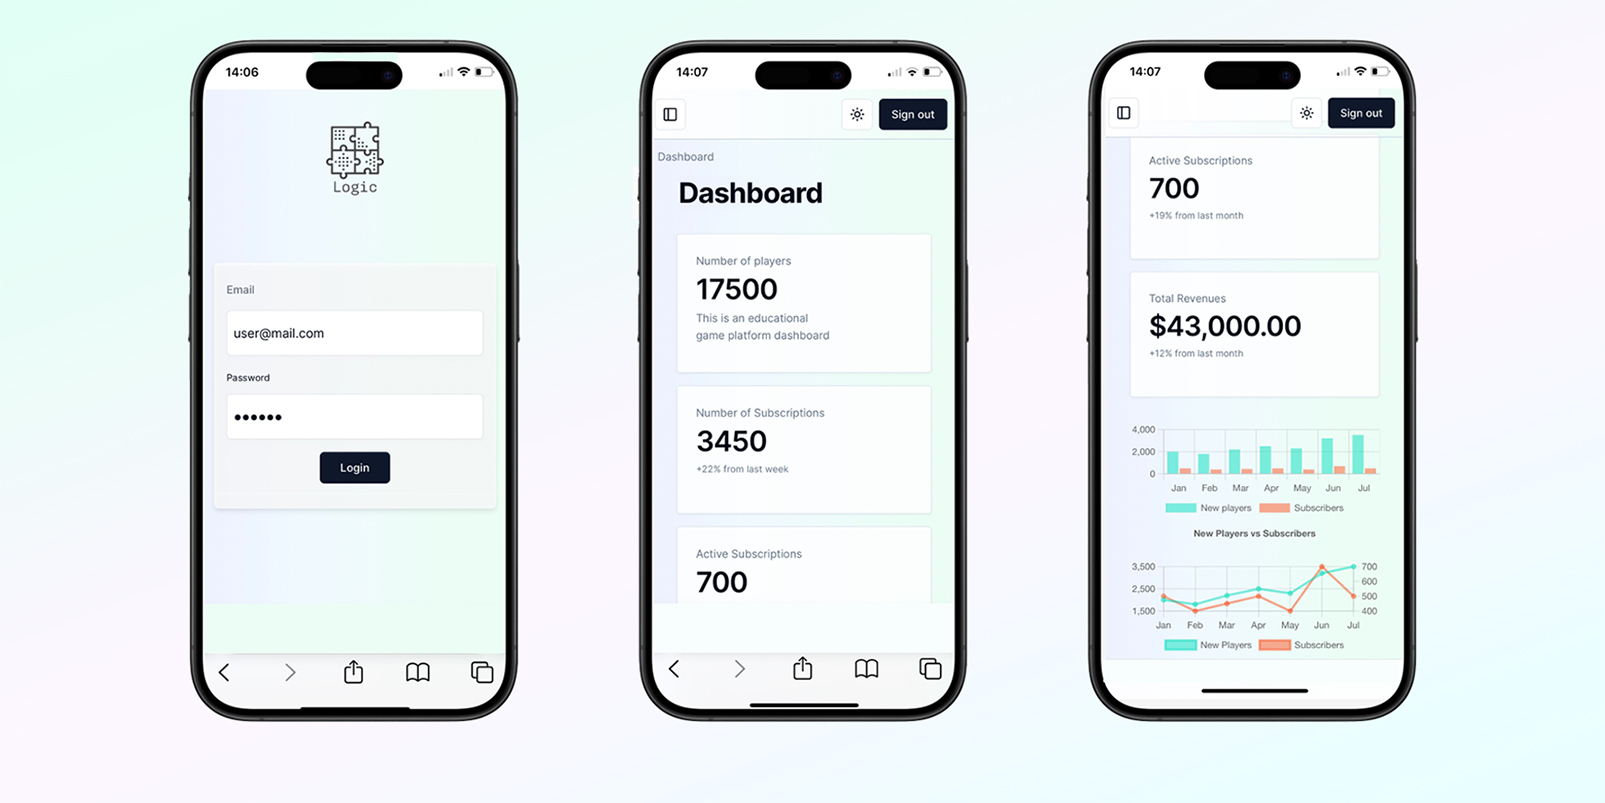 14:06
Logic
Email
user@mail.com
Password
••••••
Login
14:07
Sign out
Dashboard
Dashboard
Number of players
17500
This is an educational
game platform dashboard
Number of Subscriptions
3450
+22% from last week
Active Subscriptions
700
14:07
Sign out
Active Subscriptions
700
+19% from last month
Total Revenues
$43,000.00
+12% from last month
4,000
2,000
0
Jan Feb Mar Apr May Jun Jul
New players Subscribers
New Players vs Subscribers
3,500 700
600
2,500 500
1,500 400
Jan Feb Mar Apr May Jun Jul
New Players Subscribers